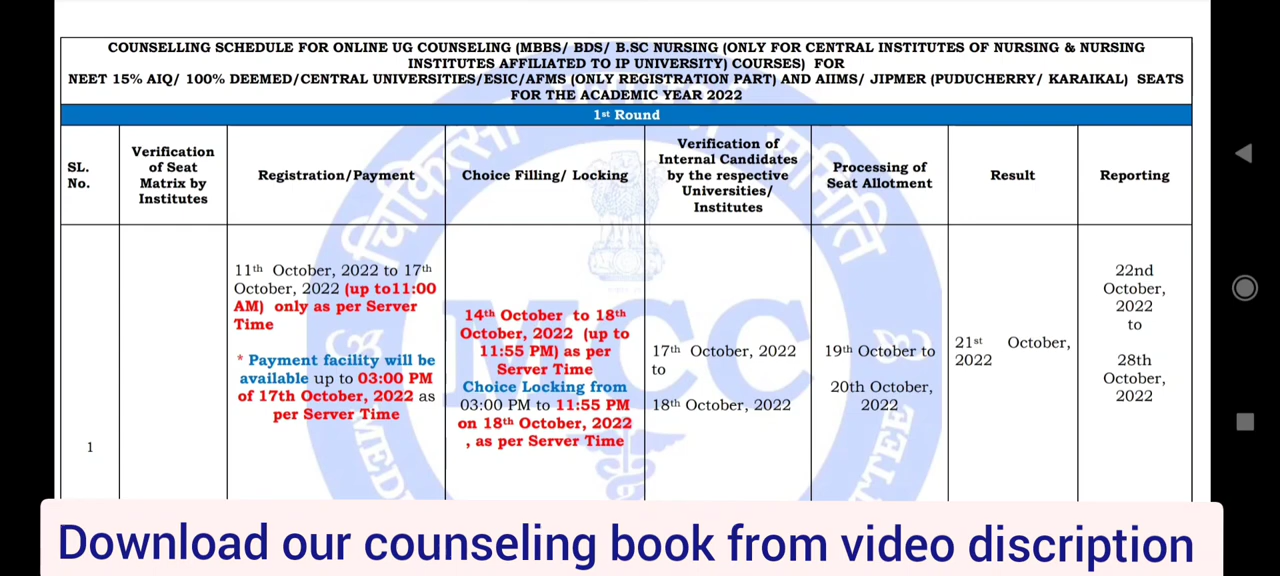 COUNSELLING SCHEDULE FOR ONLINE UG COUNSELING (MBBS/ BDS/ B.SC NURSING (ONLY FOR CENTRAL INSTITUTES OF NURSING & NURSING
INSTITUTES AFFILIATED TO IP UNIVERSITY) COURSES) FOR
NEET 15% AIQ/ 100% DEEMED/CENTRAL UNIVERSITIES/ESIC/AFMS (ONLY REGISTRATION PART) AND AIIMS/ JIPMER (PUDUCHERRY/ KARAIKAL) SEATS
FOR THE ACADEMIC YEAR 2022
1st Round
SL.
No.
Verification
of Seat
Matrix by
Institutes
Registration/Payment
Choice Filling/ Locking
Verification of
Internal Candidates
by the respective
Universities/
Institutes
Processing of
Seat Allotment
Result
Reporting
1
11th October, 2022 to 17th
October, 2022 (up to11:00
AM) only as per Server
Time
* Payment facility will be
available up to 03:00 PM
of 17th October, 2022 as
per Server Time
14th October to 18th
October, 2022 (up to
11:55 PM) as per
Server Time
Choice Locking from
03:00 PM to 11:55 PM
on 18th October, 2022
, as per Server Time
17th October, 2022
to
18th October, 2022
19th October to
20th October,
2022
21st October,
2022
22nd
October,
2022
to
28th
October,
2022
MCC
Download our counseling book from video discription